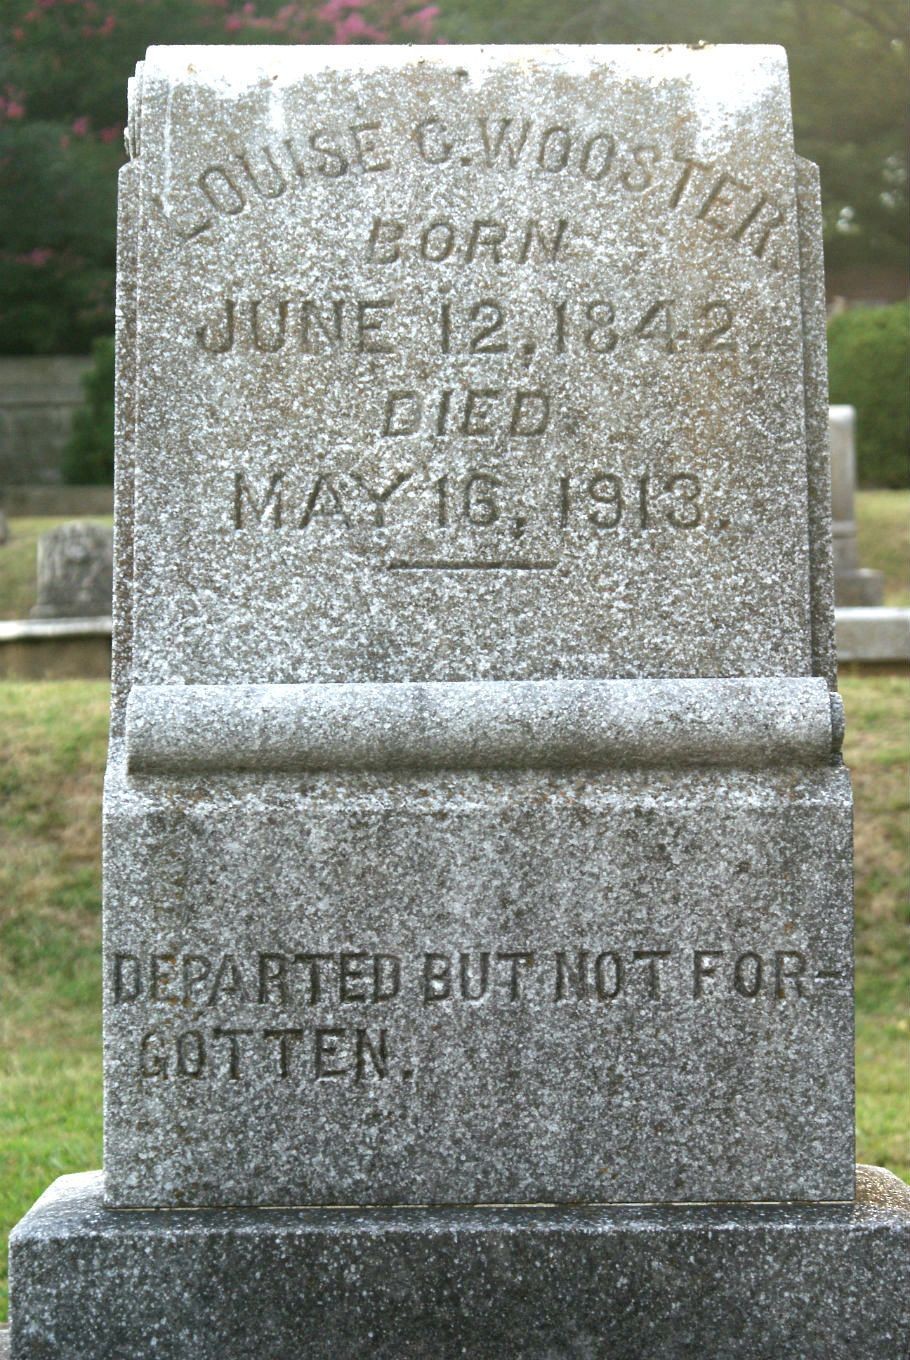 LOUISE C. WOOSTER.
BORN
JUNE 12, 1842.
DIED
MAY 16, 1913.
DEPARTED BUT NOT FOR-
GOTTEN.